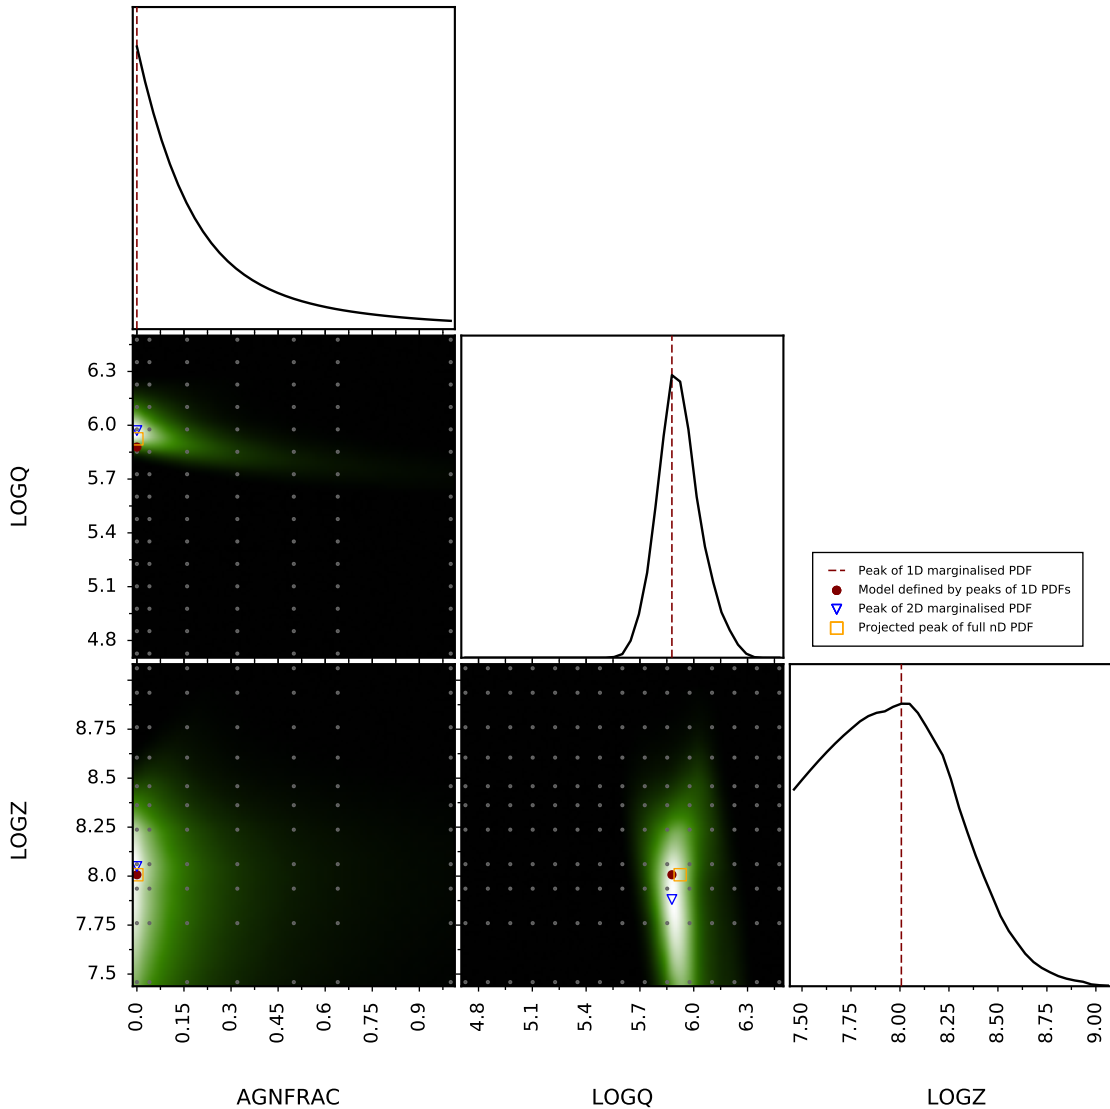 6.3
6.0
5.7
5.4
5.1
4.8
LOGQ
Peak of 1D marginalised PDF
Model defined by peaks of 1D PDFs
Peak of 2D marginalised PDF
Projected peak of full nD PDF
8.75
8.5
8.25
8.0
7.75
7.5
LOGZ
0.0 0.15 0.3 0.45 0.6 0.75 0.9
4.8 5.1 5.4 5.7 6.0 6.3
7.50 7.75 8.00 8.25 8.50 8.75 9.00
AGNFRAC LOGQ LOGZ